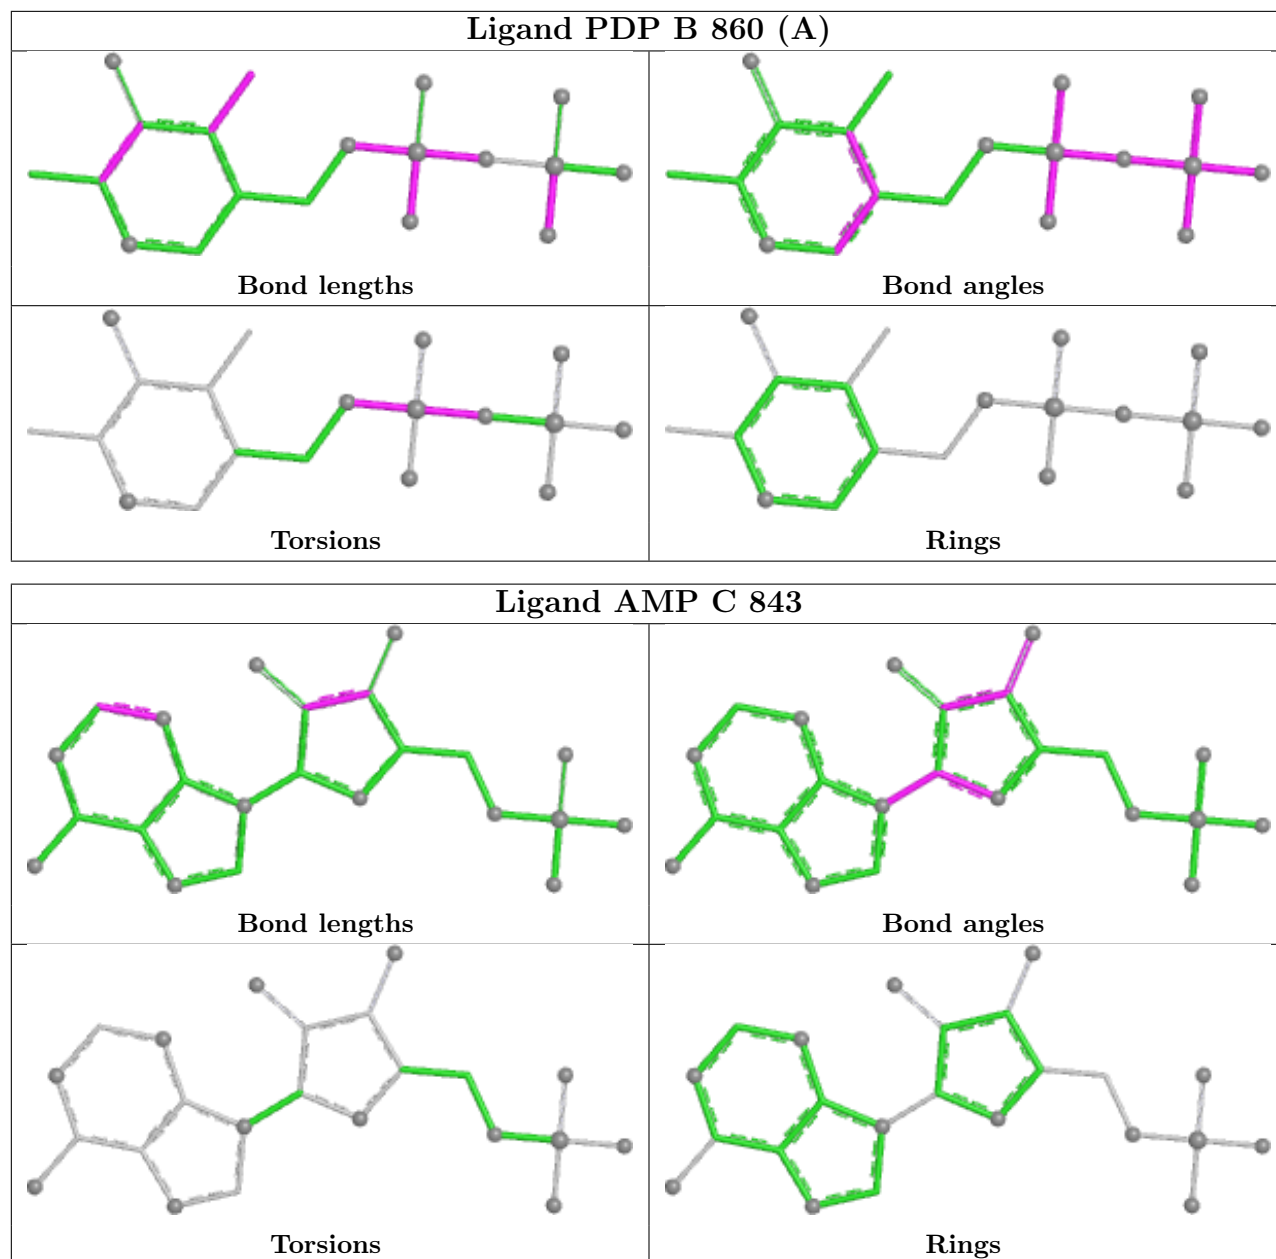 Ligand PDP B 860 (A)
Bond lengths
Bond angles
Torsions
Rings
Ligand AMP C 843
Bond lengths
Bond angles
Torsions
Rings